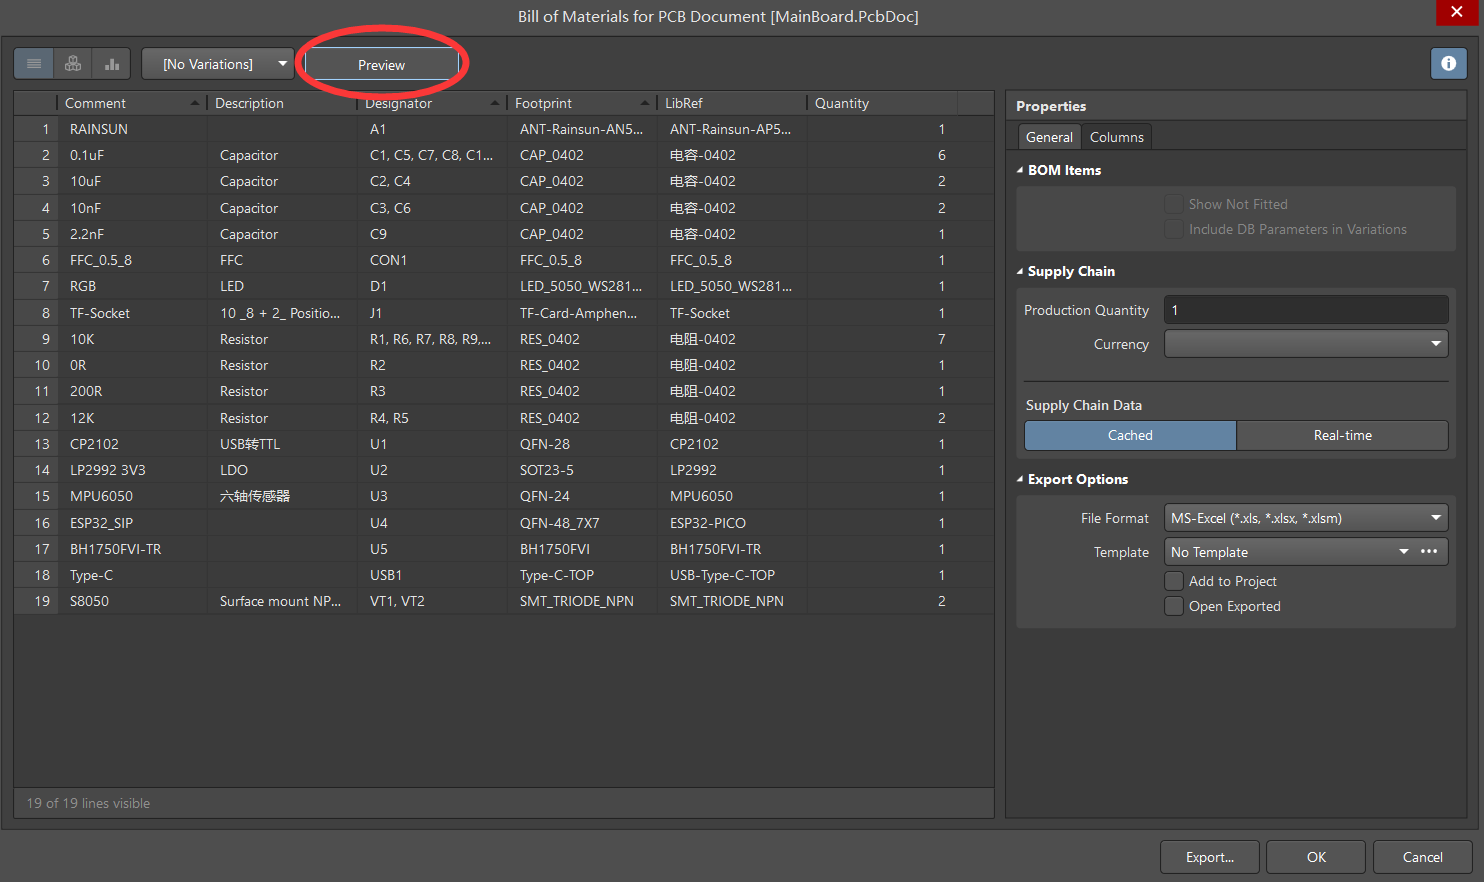 Bill of Materials for PCB Document [MainBoard.PcbDoc]
[No Variations] Preview
Comment Description Designator Footprint LibRef Quantity
1 RAINSUN A1 ANT-Rainsun-AN5... ANT-Rainsun-AP5... 1
2 0.1uF Capacitor C1, C5, C7, C8, C1... CAP_0402 电容-0402 6
3 10uF Capacitor C2, C4 CAP_0402 电容-0402 2
4 10nF Capacitor C3, C6 CAP_0402 电容-0402 2
5 2.2nF Capacitor C9 CAP_0402 电容-0402 1
6 FFC_0.5_8 FFC CON1 FFC_0.5_8 FFC_0.5_8 1
7 RGB LED D1 LED_5050_WS281... LED_5050_WS281... 1
8 TF-Socket 10 _8 + 2_ Positio... J1 TF-Card-Amphen... TF-Socket 1
9 10K Resistor R1, R6, R7, R8, R9,... RES_0402 电阻-0402 7
10 0R Resistor R2 RES_0402 电阻-0402 1
11 200R Resistor R3 RES_0402 电阻-0402 1
12 12K Resistor R4, R5 RES_0402 电阻-0402 2
13 CP2102 USB转TTL U1 QFN-28 CP2102 1
14 LP2992 3V3 LDO U2 SOT23-5 LP2992 1
15 MPU6050 六轴传感器 U3 QFN-24 MPU6050 1
16 ESP32_SIP U4 QFN-48_7X7 ESP32-PICO 1
17 BH1750FVI-TR U5 BH1750FVI BH1750FVI-TR 1
18 Type-C USB1 Type-C-TOP USB-Type-C-TOP 1
19 S8050 Surface mount NP... VT1, VT2 SMT_TRIODE_NPN SMT_TRIODE_NPN 2
19 of 19 lines visible
Properties
General Columns
BOM Items
Show Not Fitted
Include DB Parameters in Variations
Supply Chain
Production Quantity 1
Currency
Supply Chain Data
Cached Real-time
Export Options
File Format MS-Excel (*.xls, *.xlsx, *.xlsm)
Template No Template
Add to Project
Open Exported
Export... OK Cancel